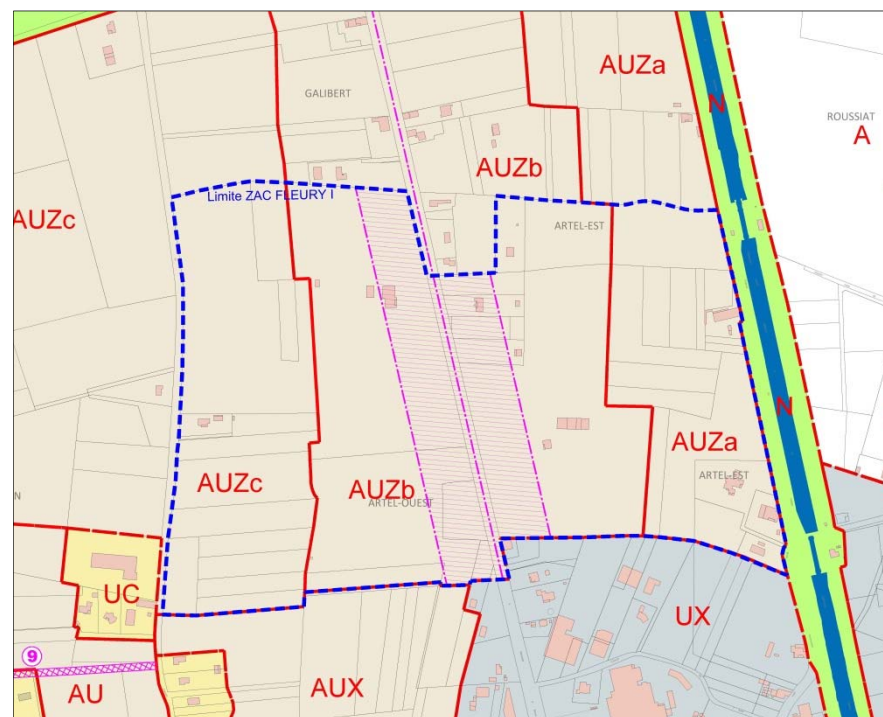 AUZa
N
GALIBERT
ROUSSIAT
A
AUZb
Limite ZAC FLEURY I
AUZc
ARTEL-EST
N
AUZa
AUZc
AUZb
ARTEL-EST
ARTEL-OUEST
N
UC
UX
9
AU
AUX